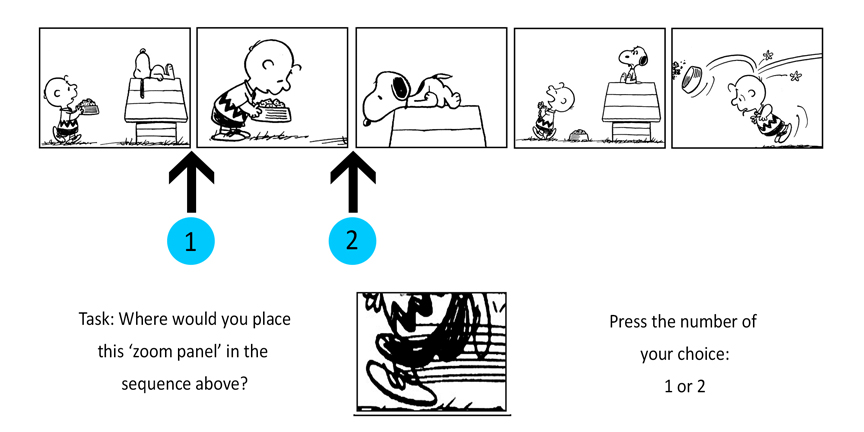 1
2
Task: Where would you place
this ‘zoom panel’ in the
sequence above?
Press the number of
your choice:
1 or 2